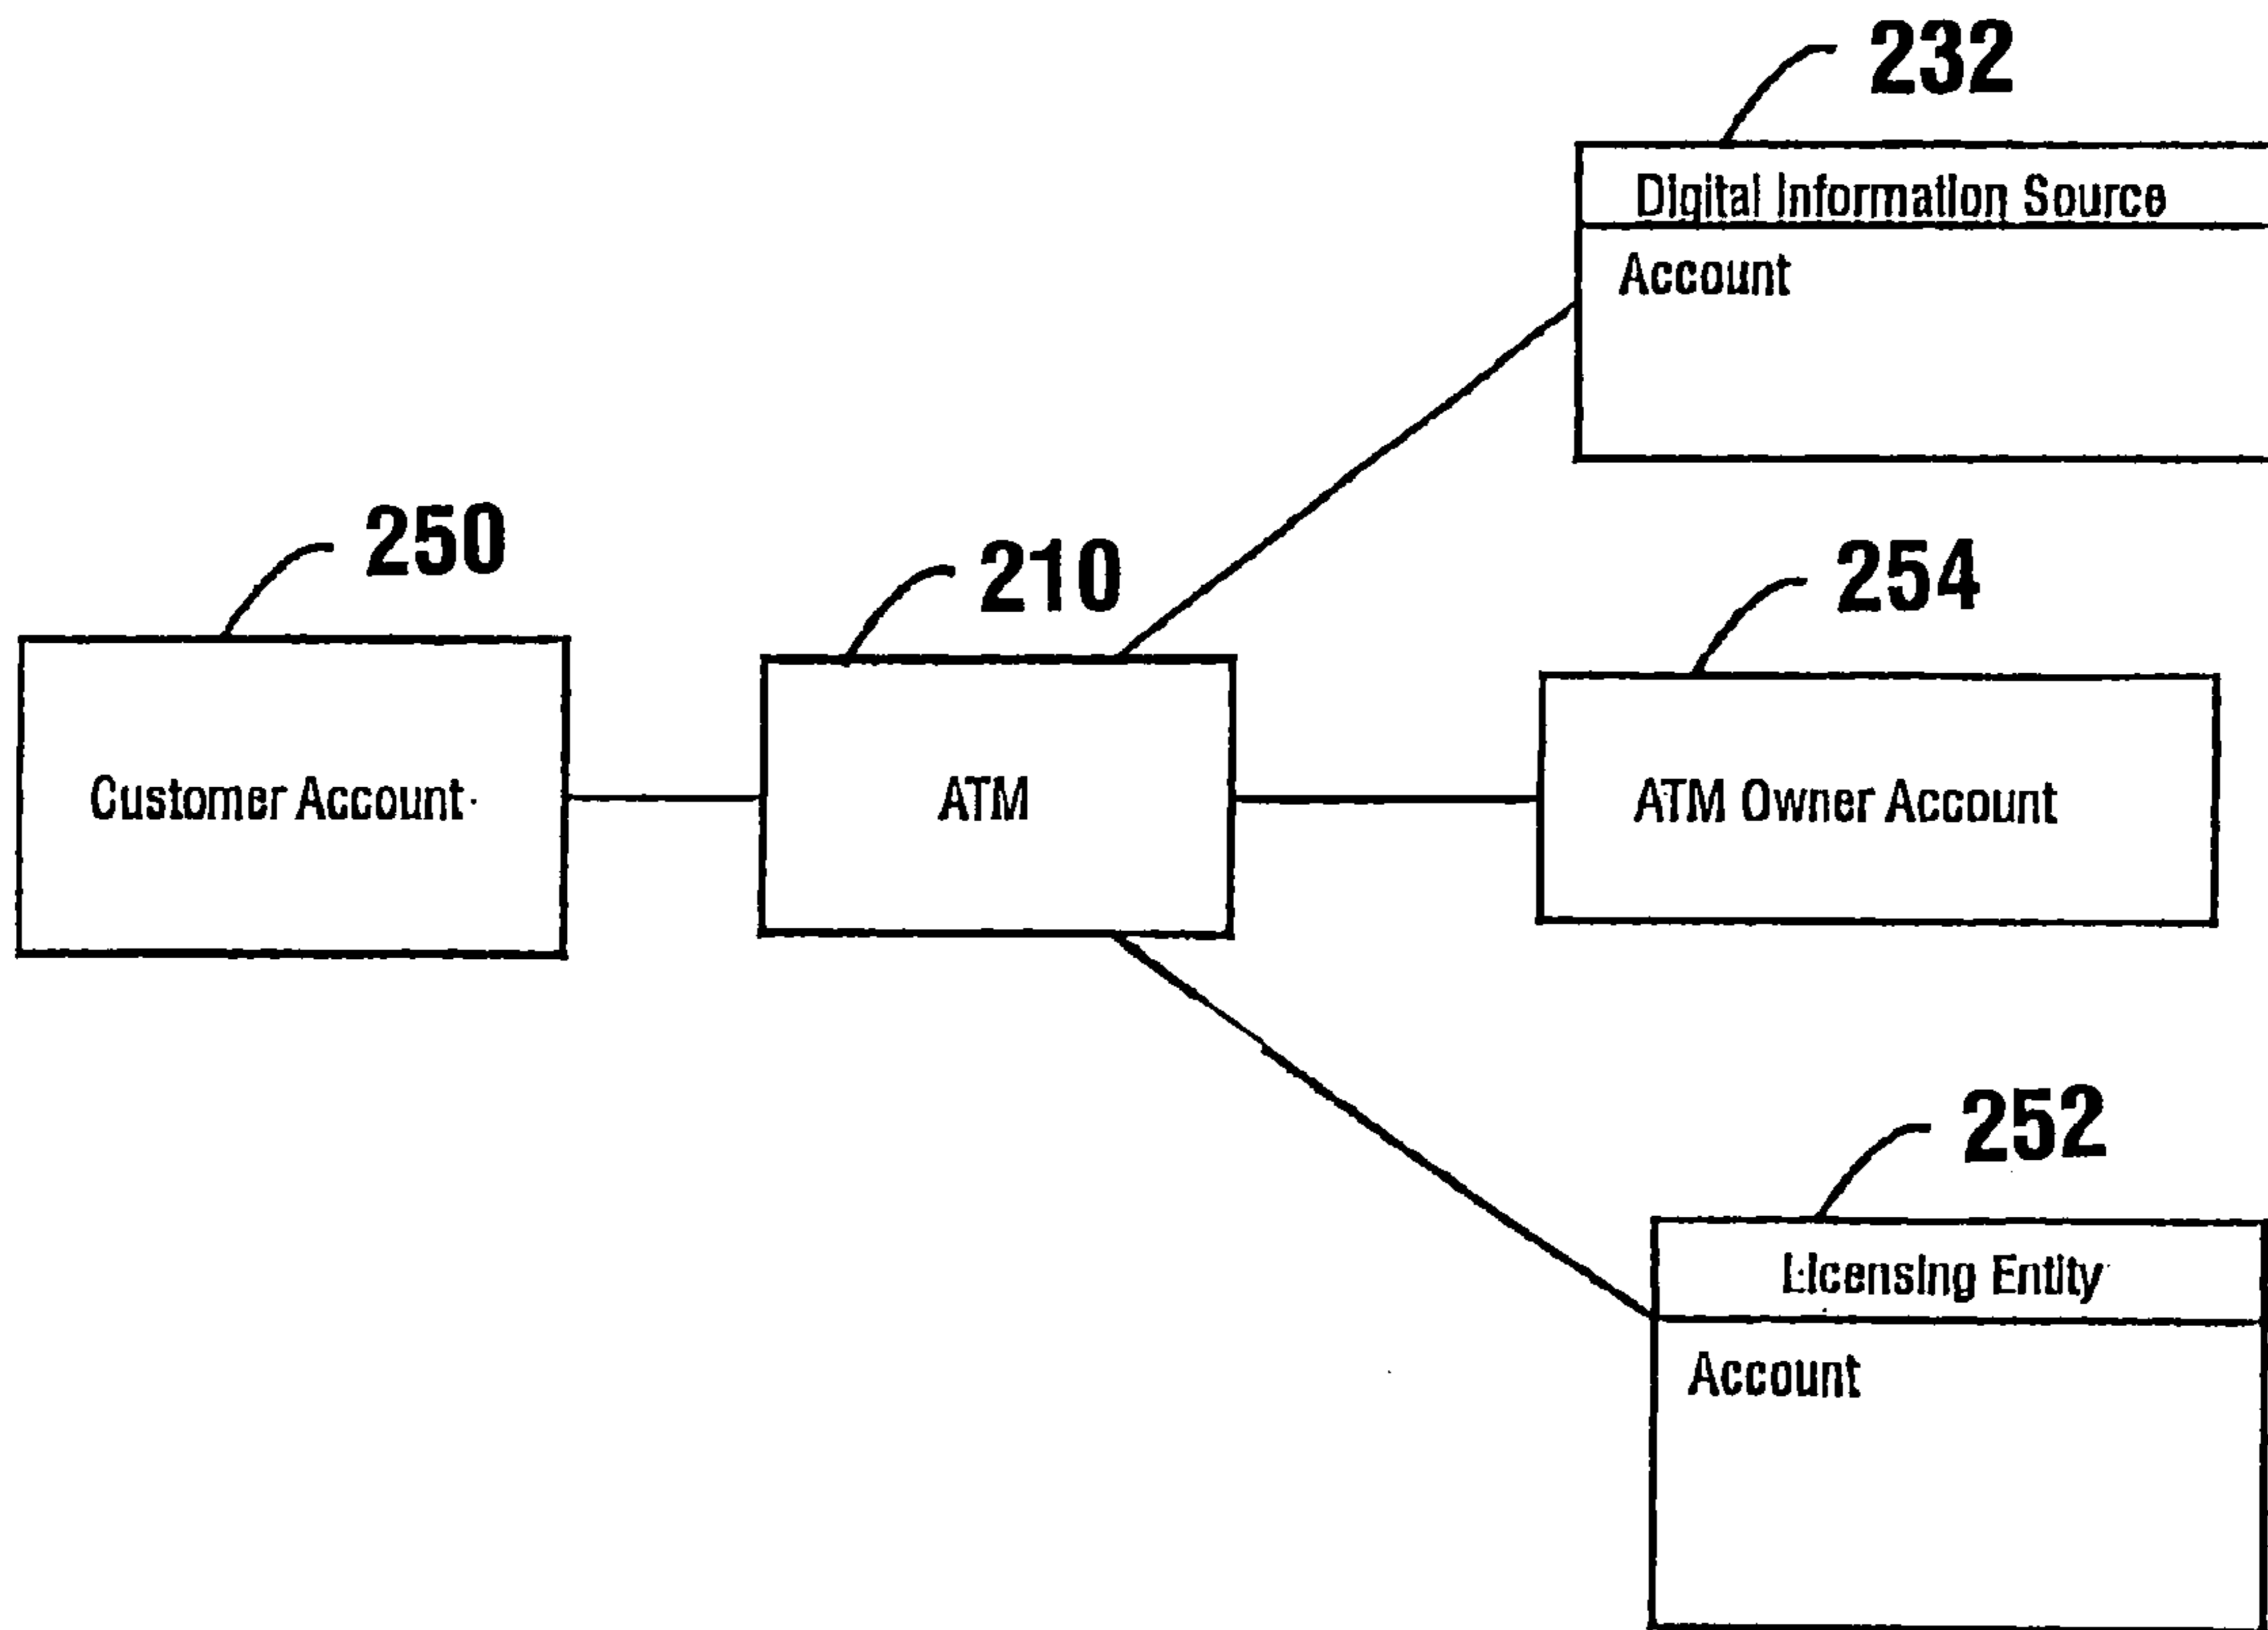 232
Digital Information Source
Account
250
210
254
Customer Account
ATM
ATM Owner Account
252
Licensing Entity
Account